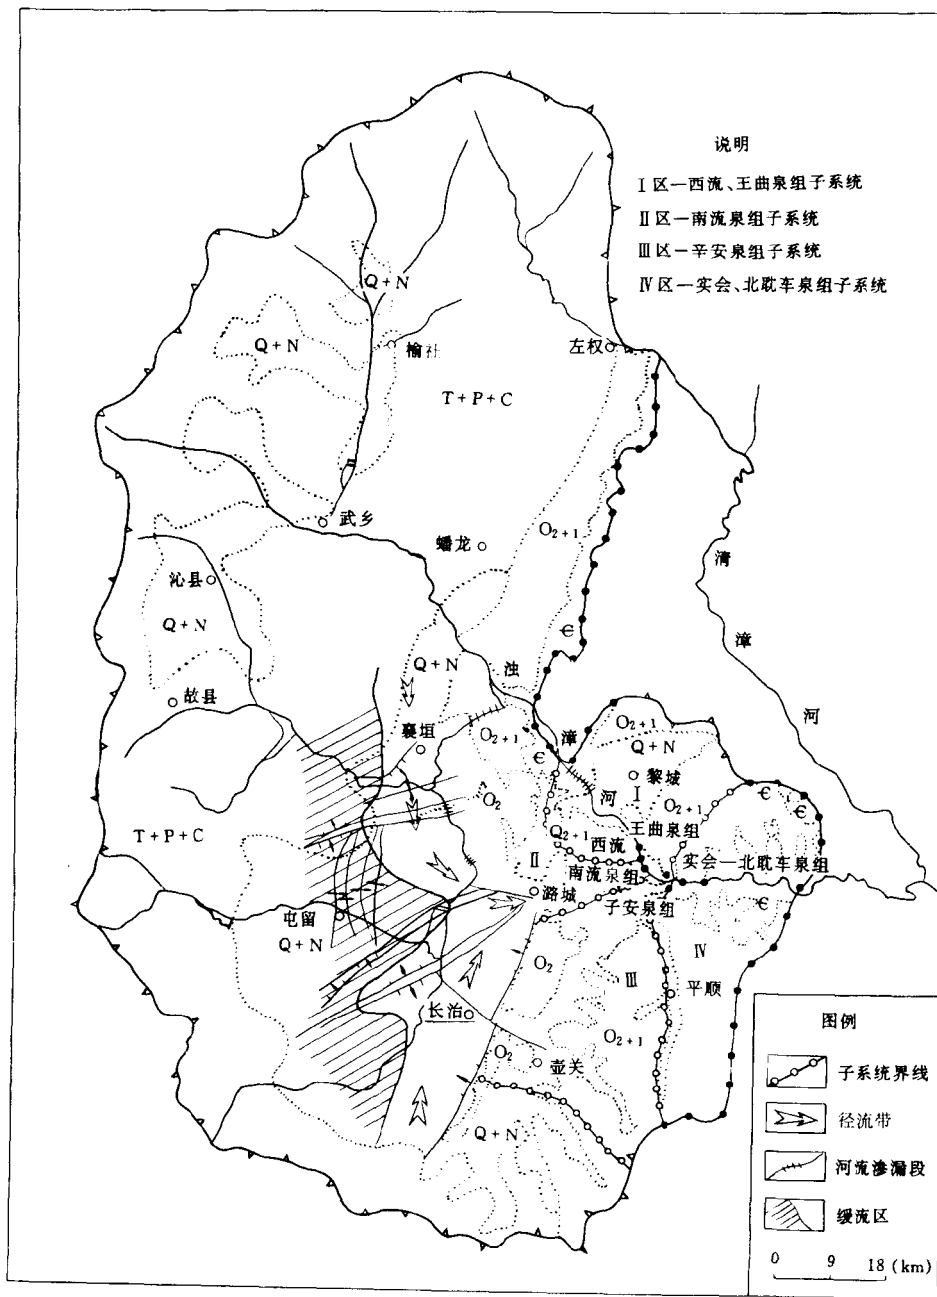 说明
Ⅰ区—西流、王曲泉组子系统
Ⅱ区—南流泉组子系统
Ⅲ区—辛安泉组子系统
Ⅳ区—实会、北耽车泉组子系统
Q+N
Q+N
榆社
左权
T+P+C
武乡
蟠龙
O₂₊₁
清
沁县
漳
Q+N
Є
Q+N
浊
故县
河
襄垣
O₂₊₁
漳
O₂₊₁
Є
Q+N
黎城
O₂
河
Ⅰ
O₂₊₁
Є
Є
T+P+C
O₂₊₁
西流
王曲泉组
Ⅱ
南流泉组
实会—北耽车泉组
潞城
子安泉组
Є
屯留
Q+N
O₂
Ⅲ
Ⅳ
平顺
长治
O₂₊₁
O₂
壶关
Q+N
图例
子系统界线
径流带
河流渗漏段
缓流区
0 9 18(km)